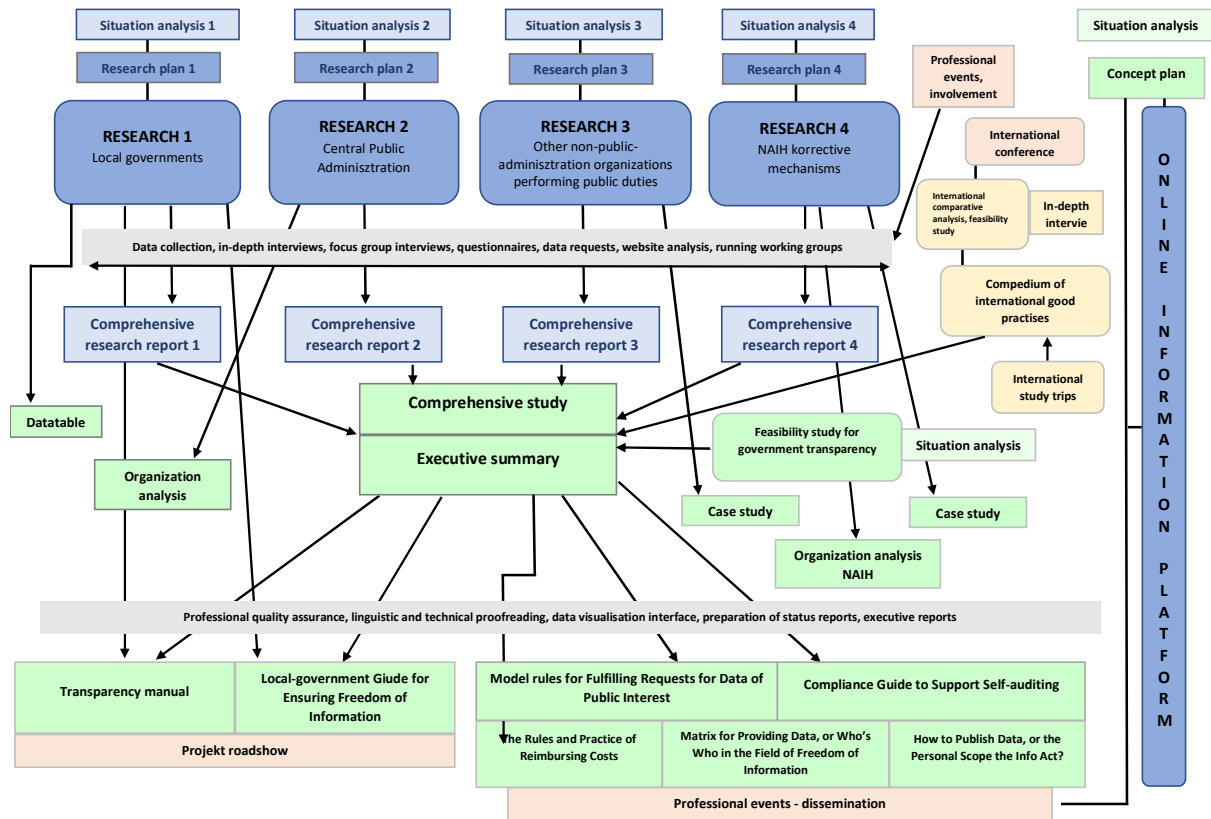 Situation analysis 1
Situation analysis 2
Situation analysis 3
Situation analysis 4
Situation analysis
Research plan 1
Research plan 2
Research plan 3
Research plan 4
Professional
events,
involvement
Concept plan
RESEARCH 1
Local governments
RESEARCH 2
Central Public
Adminisztration
RESEARCH 3
Other non-public-
adminisztration organizations
performing public duties
RESEARCH 4
NAIH korrective
mechanisms
International
conference
International
comparative
analysis, feasibility
study
In-depth
intervie
Data collection, in-depth interviews, focus group interviews, questionnaires, data requests, website analysis, running working groups
Compedium of
international good
practises
Comprehensive
research report 1
Comprehensive
research report 2
Comprehensive
research report 3
Comprehensive
research report 4
International
study trips
Datatable
Comprehensive study
Executive summary
Feasibility study for
government transparency
Situation analysis
Organization
analysis
Case study
Case study
Organization analysis
NAIH
Professional quality assurance, linguistic and technical proofreading, data visualisation interface, preparation of status reports, executive reports
Transparency manual
Local-government Giude for
Ensuring Freedom of
Information
Projekt roadshow
Model rules for Fulfilling Requests for Data of
Public Interest
Compliance Guide to Support Self-auditing
The Rules and Practice of
Reimbursing Costs
Matrix for Providing Data, or Who's
Who in the Field of Freedom of
Information
How to Publish Data, or the
Personal Scope the Info Act?
Professional events - dissemination
ONLINE INFORMATION PLATFORM